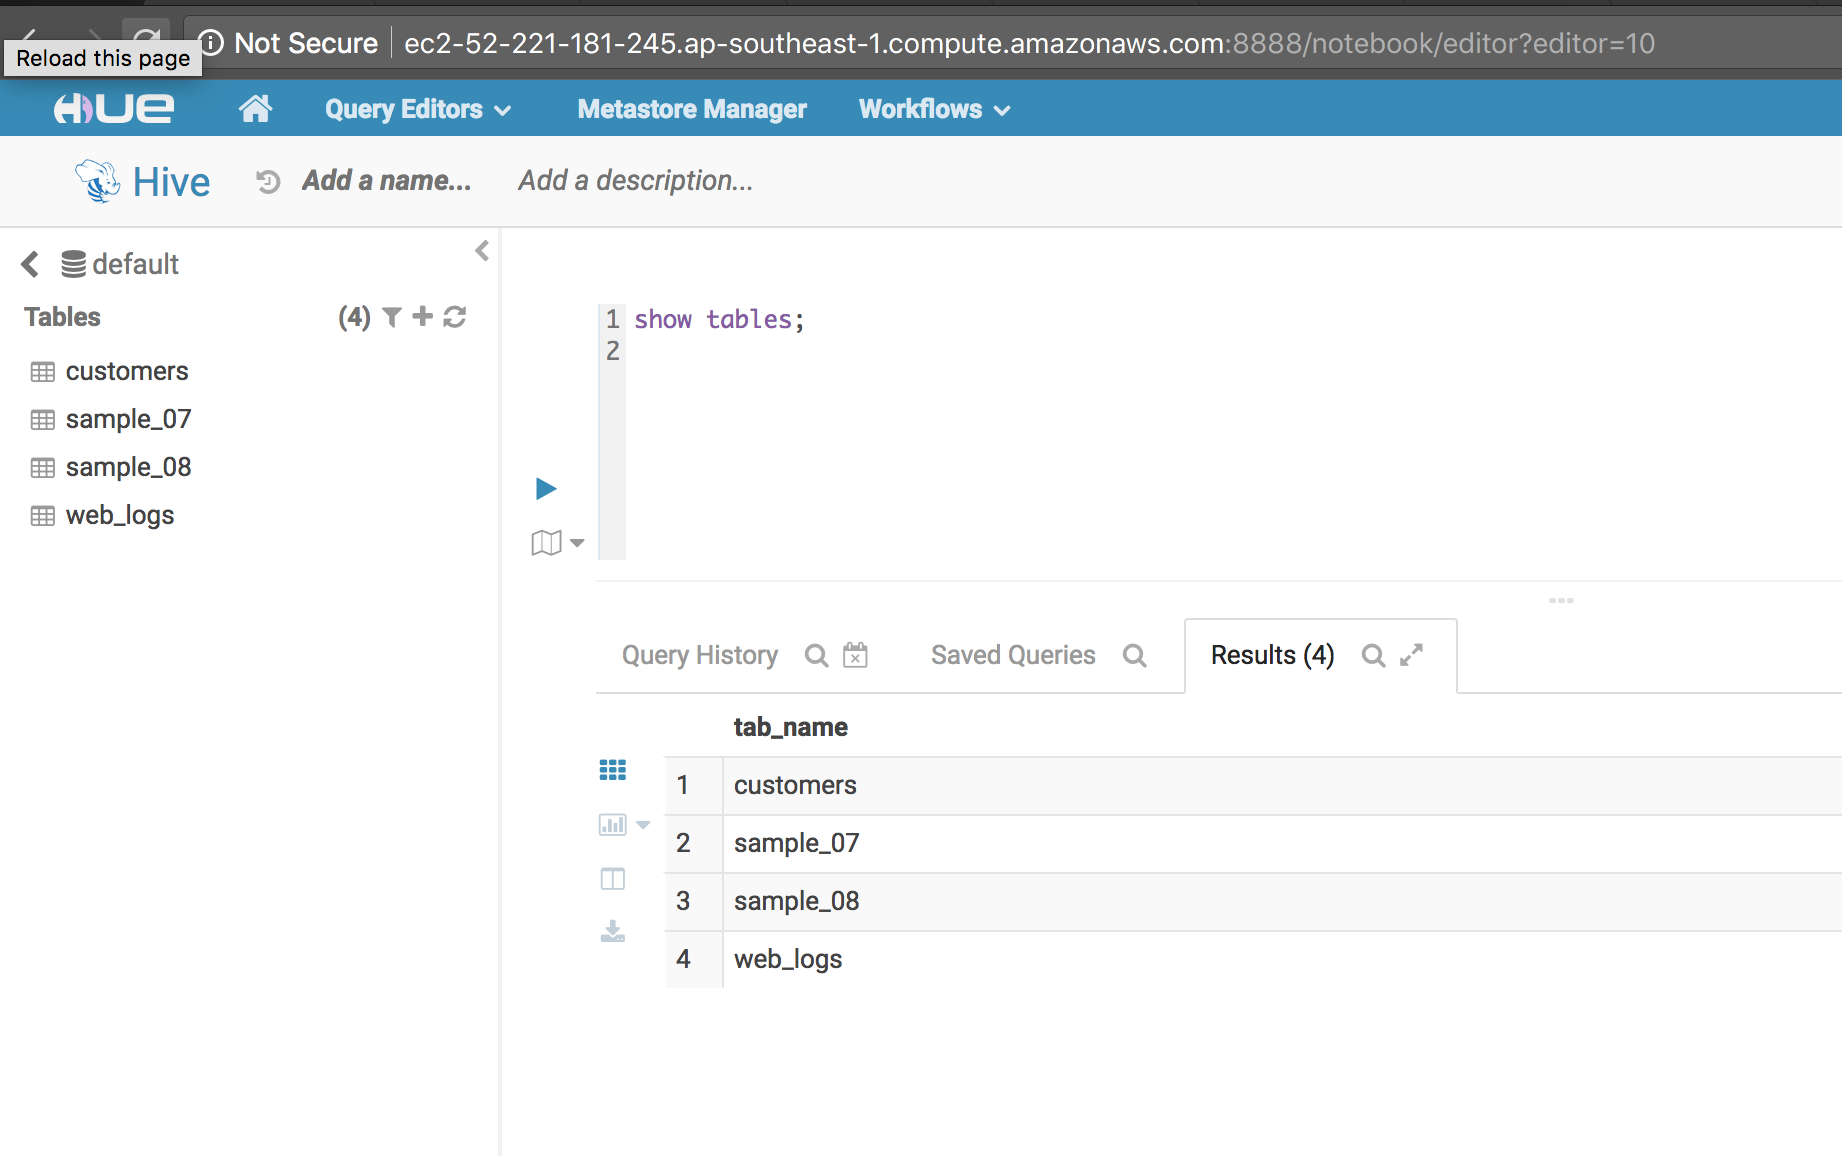 Not Secure ec2-52-221-181-245.ap-southeast-1.compute.amazonaws.com:8888/notebook/editor?editor=10
Reload this page
HUE Query Editors Metastore Manager Workflows
Hive Add a name... Add a description...
default
Tables (4)
customers
sample_07
sample_08
web_logs
1 show tables;
2
Query History Saved Queries Results (4)
tab_name
1 customers
2 sample_07
3 sample_08
4 web_logs